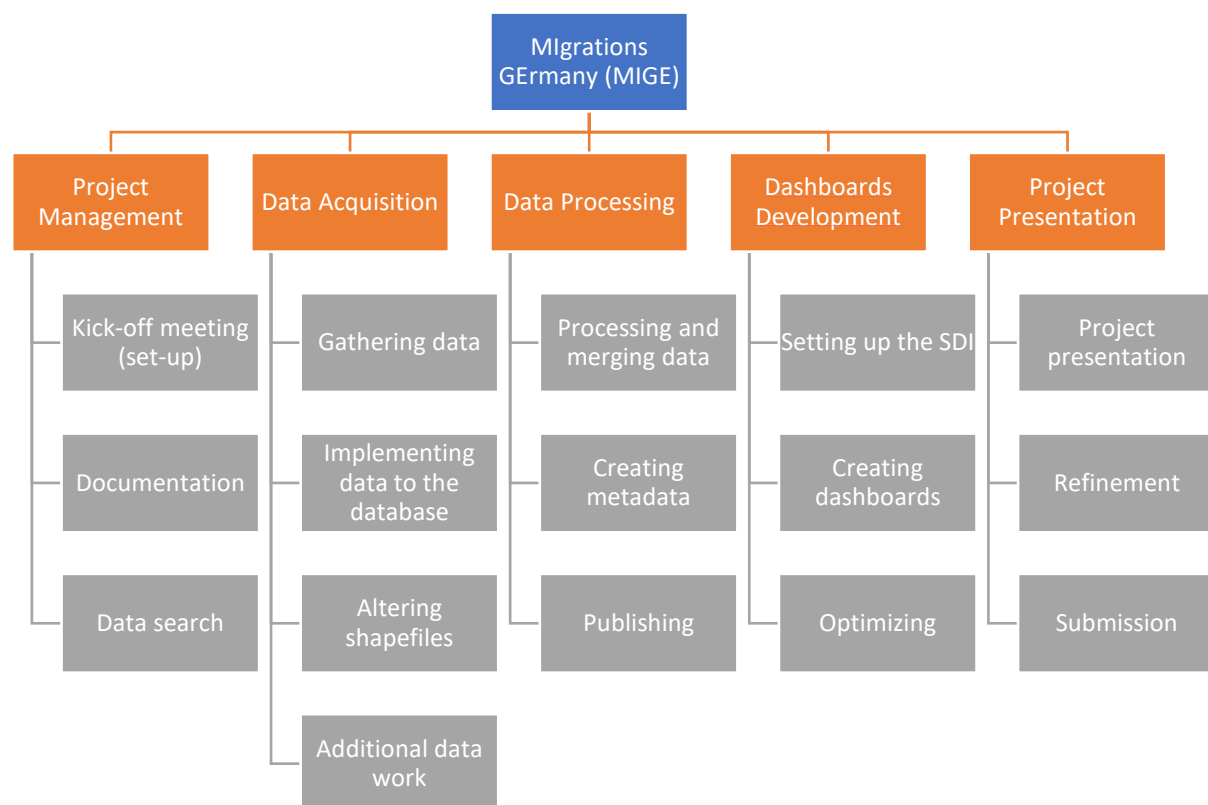 MIgrations
GErmany (MIGE)
Project
Management
Data Acquisition
Data Processing
Dashboards
Development
Project
Presentation
Kick-off meeting
(set-up)
Gathering data
Processing and
merging data
Setting up the SDI
Project
presentation
Documentation
Implementing
data to the
database
Creating
metadata
Creating
dashboards
Refinement
Data search
Altering
shapefiles
Publishing
Optimizing
Submission
Additional data
work